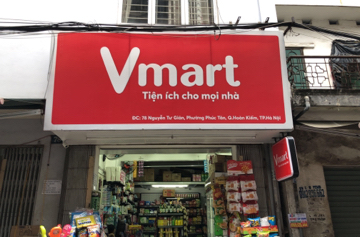 Vmart
Tiện ích cho mọi nhà
ĐC: 78 Nguyễn Tư Giản, Phường Phúc Tân, Q.Hoàn Kiếm, TP.Hà Nội
Vmart